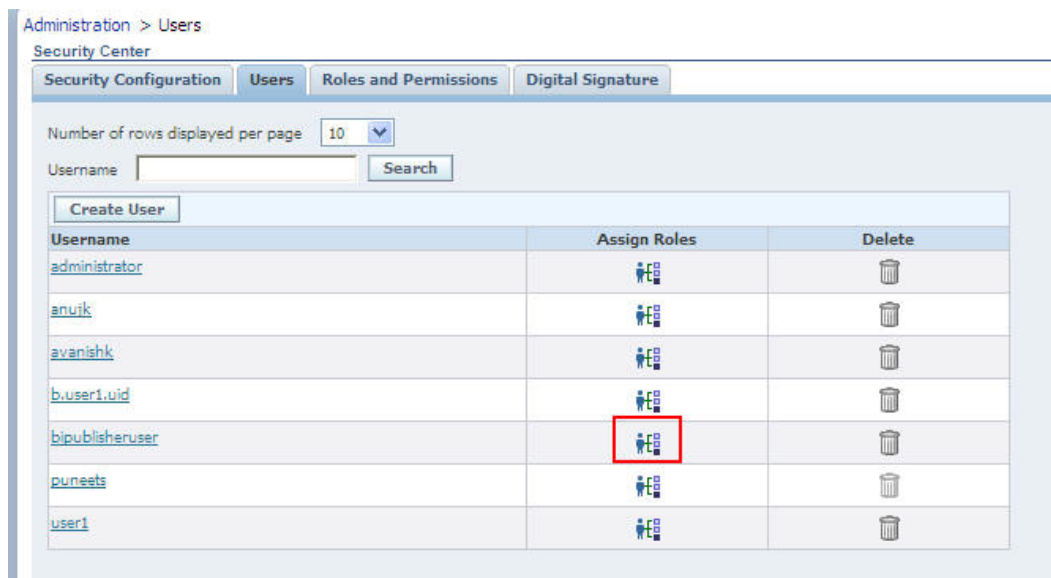 Administration > Users
Security Center
Security Configuration Users Roles and Permissions Digital Signature
Number of rows displayed per page 10
Username Search
Create User
Username Assign Roles Delete
administrator
anujk
avanishk
b.user1.uid
bipublisheruser
puneets
user1